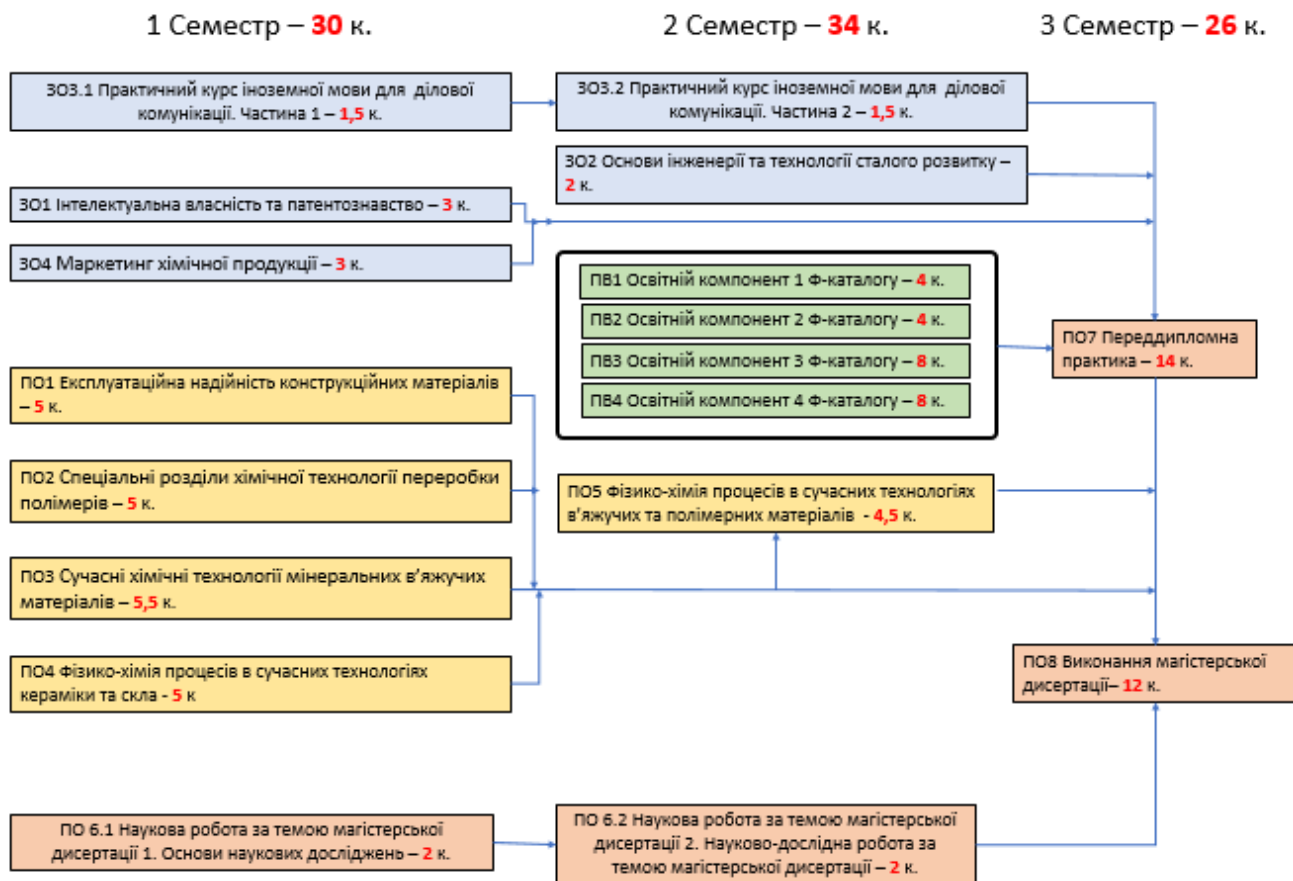 1 Семестр – 30 к.
2 Семестр – 34 к.
3 Семестр – 26 к.
ЗО3.1 Практичний курс іноземної мови для ділової
комунікації. Частина 1 – 1,5 к.
ЗО3.2 Практичний курс іноземної мови для ділової
комунікації. Частина 2 – 1,5 к.
ЗО2 Основи інженерії та технології сталого розвитку –
2 к.
ЗО1 Інтелектуальна власність та патентознавство – 3 к.
ЗО4 Маркетинг хімічної продукції – 3 к.
ПВ1 Освітній компонент 1 Ф-каталогу – 4 к.
ПВ2 Освітній компонент 2 Ф-каталогу – 4 к.
ПВ3 Освітній компонент 3 Ф-каталогу – 8 к.
ПВ4 Освітній компонент 4 Ф-каталогу – 8 к.
ПО7 Переддипломна
практика – 14 к.
ПО1 Експлуатаційна надійність конструкційних матеріалів
– 5 к.
ПО2 Спеціальні розділи хімічної технології переробки
полімерів – 5 к.
ПО5 Фізико-хімія процесів в сучасних технологіях
в'яжучих та полімерних матеріалів - 4,5 к.
ПО3 Сучасні хімічні технології мінеральних в'яжучих
матеріалів – 5,5 к.
ПО4 Фізико-хімія процесів в сучасних технологіях
кераміки та скла - 5 к
ПО8 Виконання магістерської
дисертації– 12 к.
ПО 6.1 Наукова робота за темою магістерської
дисертації 1. Основи наукових досліджень – 2 к.
ПО 6.2 Наукова робота за темою магістерської
дисертації 2. Науково-дослідна робота за
темою магістерської дисертації – 2 к.